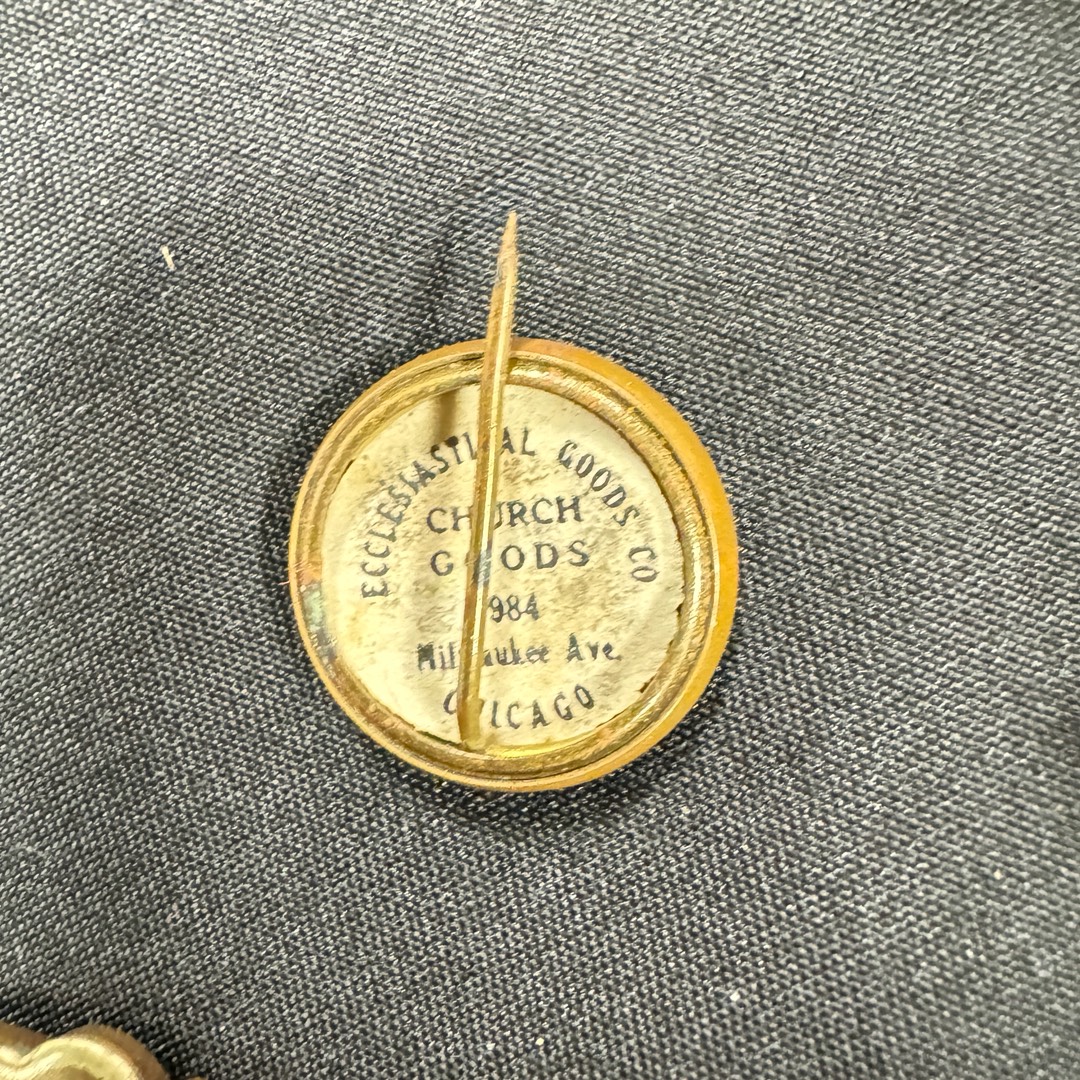 ECCLESIASTICAL GOODS CO
CHURCH
GOODS
984
Milwaukee Ave.
CHICAGO